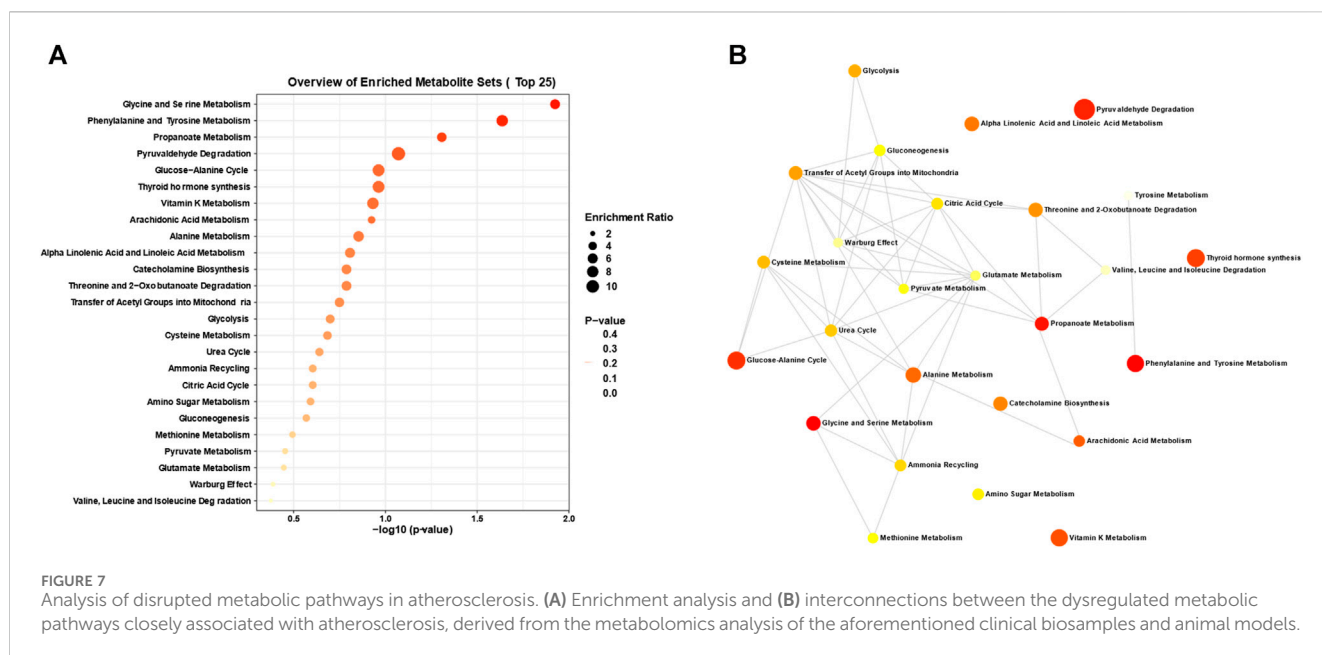 A
Overview of Enriched Metabolite Sets ( Top 25)
Glycine and Se rine Metabolism
Phenylalanine and Tyrosine Metabolism
Propanoate Metabolism
Pyruvaldehyde Degradation
Glucose-Alanine Cycle
Thyroid ho rmone synthesis
Vitamin K Metabolism
Arachidonic Acid Metabolism
Alanine Metabolism
Alpha Linolenic Acid and Linoleic Acid Metabolism
Catecholamine Biosynthesis
Threonine and 2-Oxo butanoate Degradation
Transfer of Acetyl Groups into Mitochond ria
Glycolysis
Cysteine Metabolism
Urea Cycle
Ammonia Recycling
Citric Acid Cycle
Amino Sugar Metabolism
Gluconeogenesis
Methionine Metabolism
Pyruvate Metabolism
Glutamate Metabolism
Warburg Effect
Valine, Leucine and Isoleucine Deg radation
0.5 1.0 1.5 2.0
−log10 (p-value)
Enrichment Ratio
2
4
6
8
10
P-value
0.4
0.3
0.2
0.1
0.0
B
Glycolysis
Pyruvaldehyde Degradation
Alpha Linolenic Acid and Linoleic Acid Metabolism
Gluconeogenesis
Transfer of Acetyl Groups into Mitochondria
Tyrosine Metabolism
Citric Acid Cycle
Threonine and 2-Oxobutanoate Degradation
Warburg Effect
Thyroid hormone synthesis
Cysteine Metabolism
Valine, Leucine and Isoleucine Degradation
Glutamate Metabolism
Pyruvate Metabolism
Propanoate Metabolism
Urea Cycle
Glucose-Alanine Cycle
Phenylalanine and Tyrosine Metabolism
Alanine Metabolism
Catecholamine Biosynthesis
Glycine and Serine Metabolism
Arachidonic Acid Metabolism
Ammonia Recycling
Amino Sugar Metabolism
Methionine Metabolism
Vitamin K Metabolism
FIGURE 7
Analysis of disrupted metabolic pathways in atherosclerosis. (A) Enrichment analysis and (B) interconnections between the dysregulated metabolic
pathways closely associated with atherosclerosis, derived from the metabolomics analysis of the aforementioned clinical biosamples and animal models.